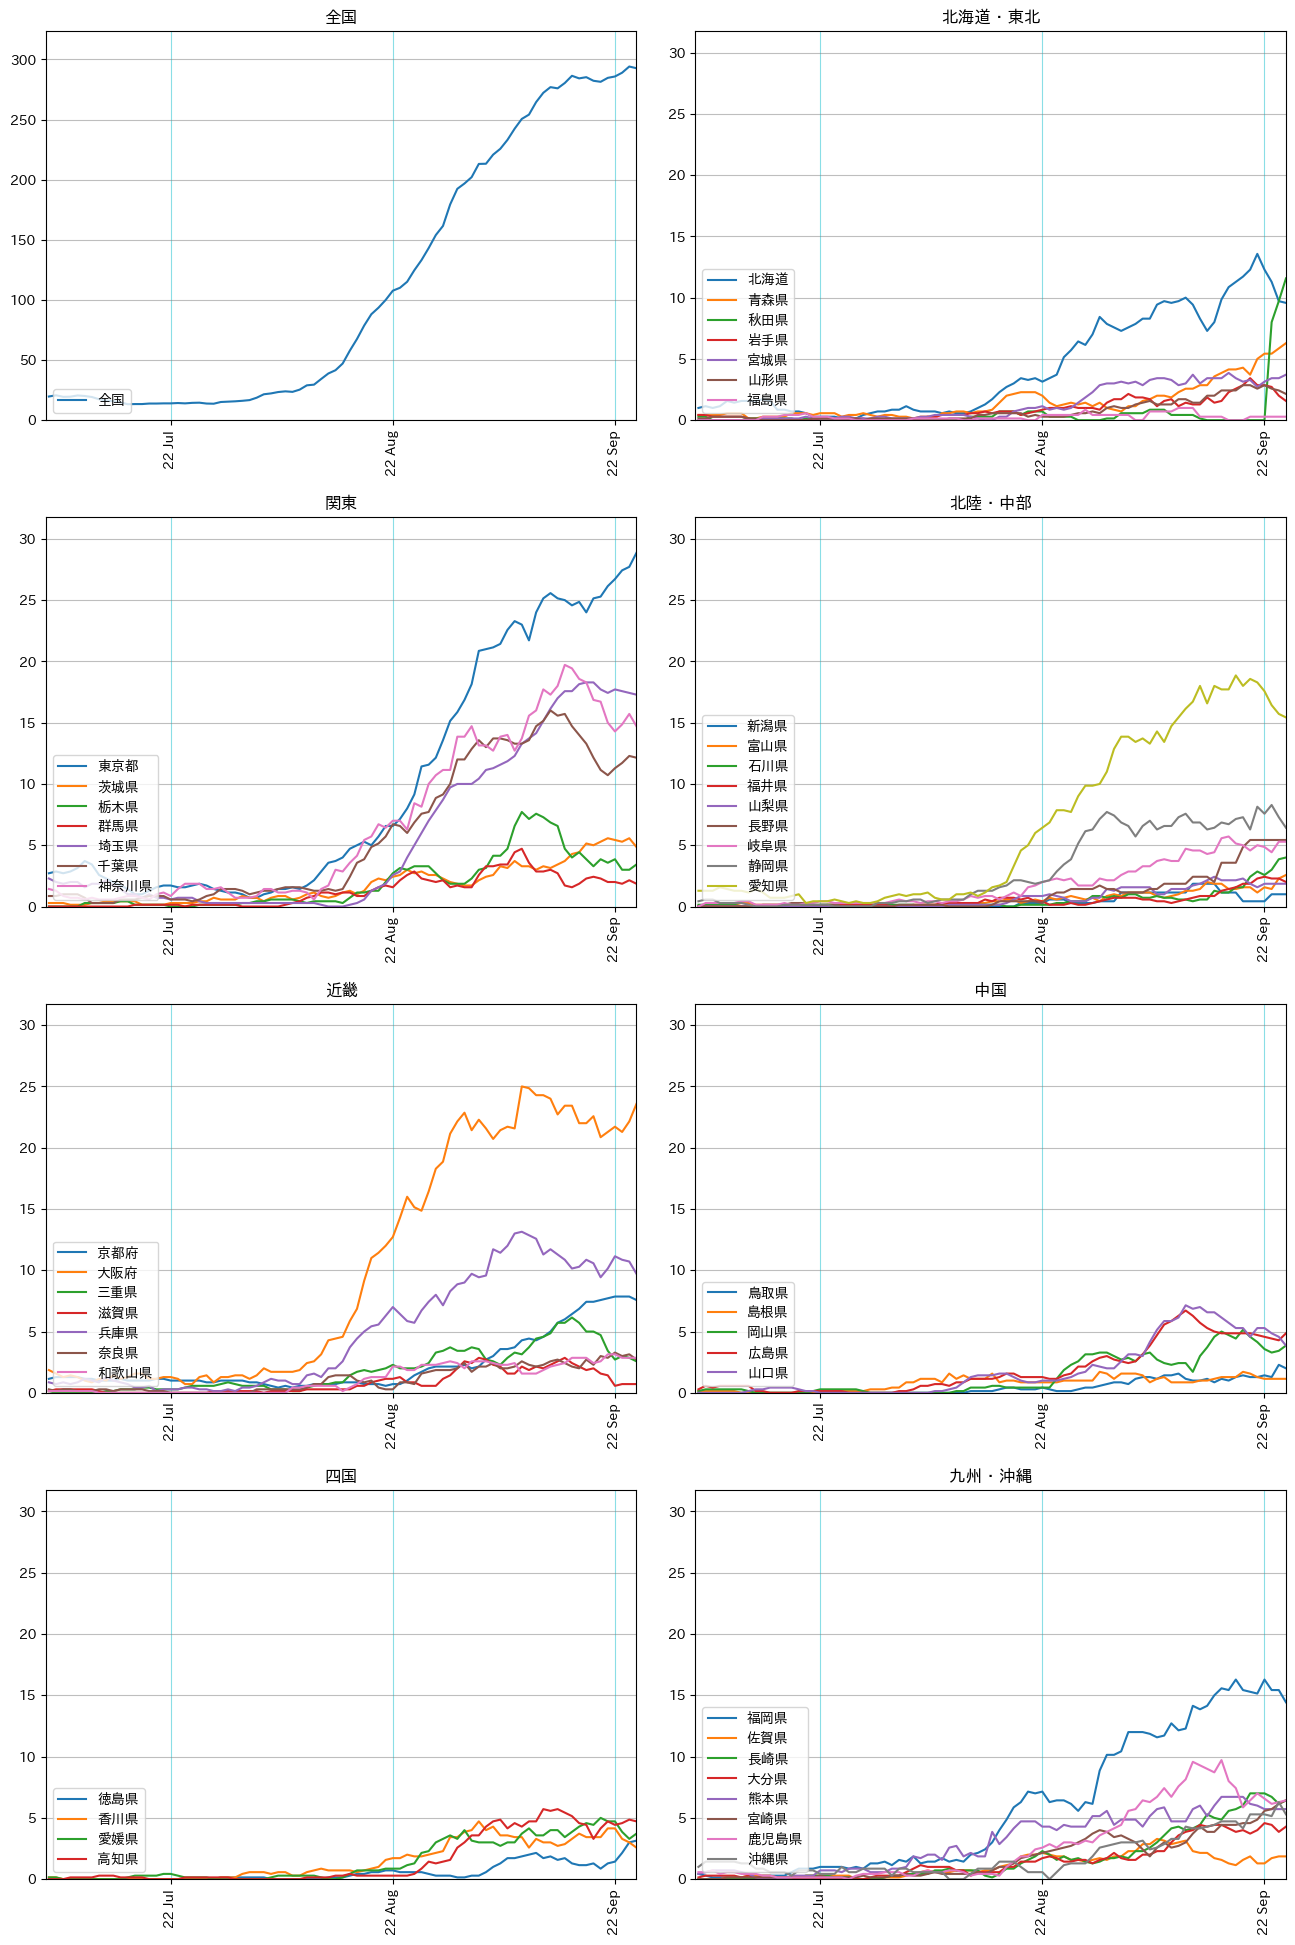 全国
300
250
200
150
100
50
0
全国
22 Jul
22 Aug
22 Sep
北海道・東北
30
25
20
15
10
5
0
北海道
青森県
秋田県
岩手県
宮城県
山形県
福島県
22 Jul
22 Aug
22 Sep
関東
30
25
20
15
10
5
0
東京都
茨城県
栃木県
群馬県
埼玉県
千葉県
神奈川県
22 Jul
22 Aug
22 Sep
北陸・中部
30
25
20
15
10
5
0
新潟県
富山県
石川県
福井県
山梨県
長野県
岐阜県
静岡県
愛知県
22 Jul
22 Aug
22 Sep
近畿
30
25
20
15
10
5
0
京都府
大阪府
三重県
滋賀県
兵庫県
奈良県
和歌山県
22 Jul
22 Aug
22 Sep
中国
30
25
20
15
10
5
0
鳥取県
島根県
岡山県
広島県
山口県
22 Jul
22 Aug
22 Sep
四国
30
25
20
15
10
5
0
徳島県
香川県
愛媛県
高知県
22 Jul
22 Aug
22 Sep
九州・沖縄
30
25
20
15
10
5
0
福岡県
佐賀県
長崎県
大分県
熊本県
宮崎県
鹿児島県
沖縄県
22 Jul
22 Aug
22 Sep